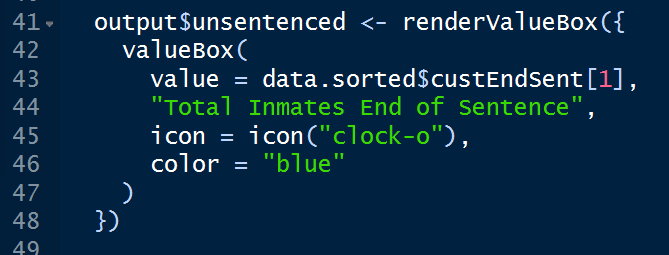 41 output$unsentenced <- renderValueBox({
42 valueBox(
43 value = data.sorted$custEndSent[1],
44 "Total Inmates End of Sentence",
45 icon = icon("clock-o"),
46 color = "blue"
47 )
48 })
49